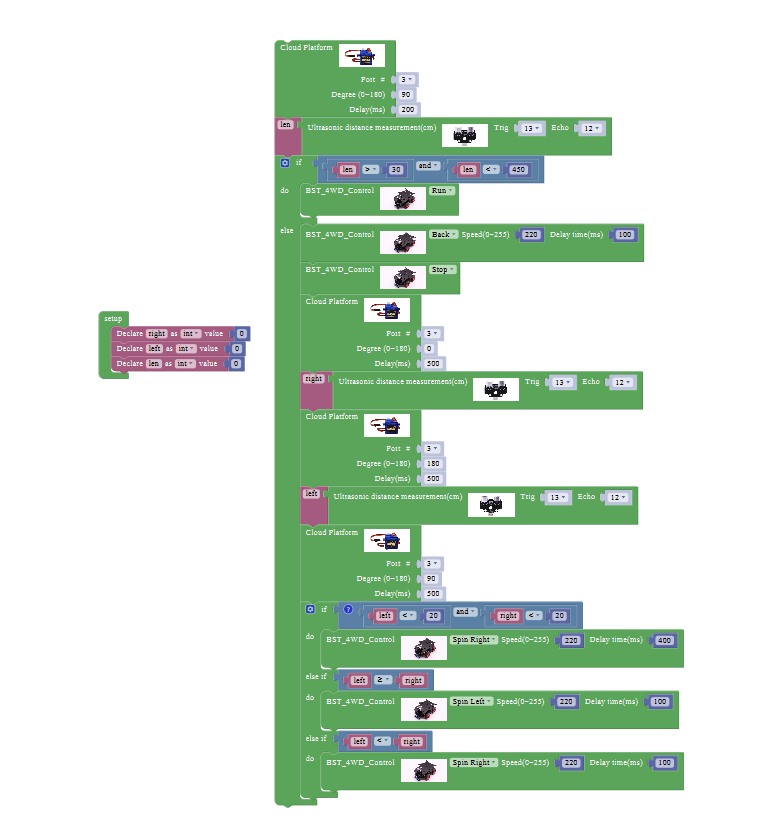 Cloud Platform
Port # 3
Degree (0~180) 90
Delay(ms) 200
len Ultrasonic distance measurement(cm) Trig 13 Echo 12
if len > 30 and len < 450
do BST_4WD_Control Run
else BST_4WD_Control Back Speed(0~255) 220 Delay time(ms) 100
BST_4WD_Control Stop
Cloud Platform
Port # 3
Degree (0~180) 0
Delay(ms) 500
right Ultrasonic distance measurement(cm) Trig 13 Echo 12
Cloud Platform
Port # 3
Degree (0~180) 180
Delay(ms) 500
left Ultrasonic distance measurement(cm) Trig 13 Echo 12
Cloud Platform
Port # 3
Degree (0~180) 90
Delay(ms) 500
if ? left < 20 and right < 20
do BST_4WD_Control Spin Right Speed(0~255) 220 Delay time(ms) 400
else if left ≥ right
do BST_4WD_Control Spin Left Speed(0~255) 220 Delay time(ms) 100
else if left < right
do BST_4WD_Control Spin Right Speed(0~255) 220 Delay time(ms) 100
setup
Declare right as int value 0
Declare left as int value 0
Declare len as int value 0